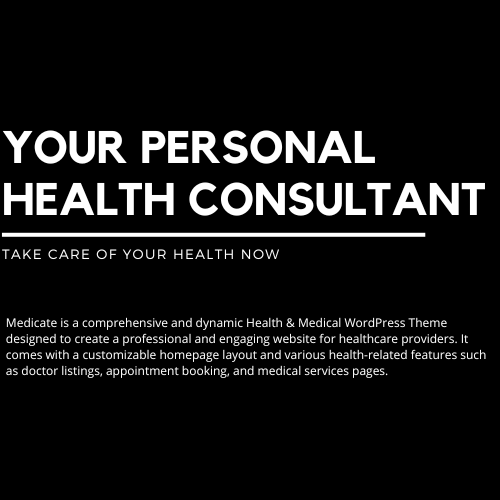 YOUR PERSONAL
HEALTH CONSULTANT
TAKE CARE OF YOUR HEALTH NOW
Medicate is a comprehensive and dynamic Health & Medical WordPress Theme
designed to create a professional and engaging website for healthcare providers. It
comes with a customizable homepage layout and various health-related features such
as doctor listings, appointment booking, and medical services pages.